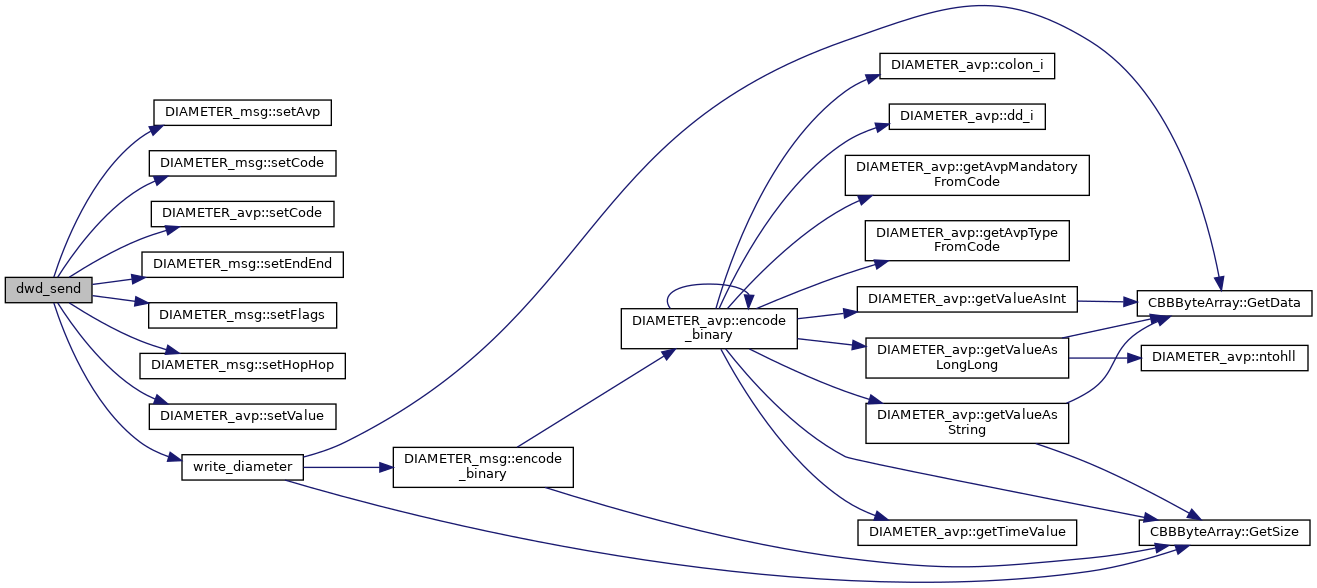 dwd_send
DIAMETER_msg::setAvp
DIAMETER_msg::setCode
DIAMETER_avp::setCode
DIAMETER_msg::setEndEnd
DIAMETER_msg::setFlags
DIAMETER_msg::setHopHop
DIAMETER_avp::setValue
write_diameter
DIAMETER_msg::encode
_binary
DIAMETER_avp::encode
_binary
DIAMETER_avp::colon_i
DIAMETER_avp::dd_i
DIAMETER_avp::getAvpMandatory
FromCode
DIAMETER_avp::getAvpType
FromCode
DIAMETER_avp::getValueAsInt
DIAMETER_avp::getValueAs
LongLong
DIAMETER_avp::getValueAs
String
DIAMETER_avp::getTimeValue
CBBByteArray::GetData
DIAMETER_avp::ntohll
CBBByteArray::GetSize